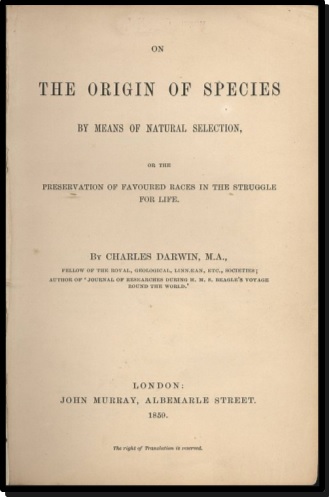 ON
THE ORIGIN OF SPECIES
BY MEANS OF NATURAL SELECTION,
OR THE
PRESERVATION OF FAVOURED RACES IN THE STRUGGLE
FOR LIFE.
BY CHARLES DARWIN, M.A.,
FELLOW OF THE ROYAL, GEOLOGICAL, LINNÆAN, ETC., SOCIETIES;
AUTHOR OF "JOURNAL OF RESEARCHES DURING H. M. S. BEAGLE'S VOYAGE
ROUND THE WORLD."
LONDON:
JOHN MURRAY, ALBEMARLE STREET.
1859.
The right of Translation is reserved.